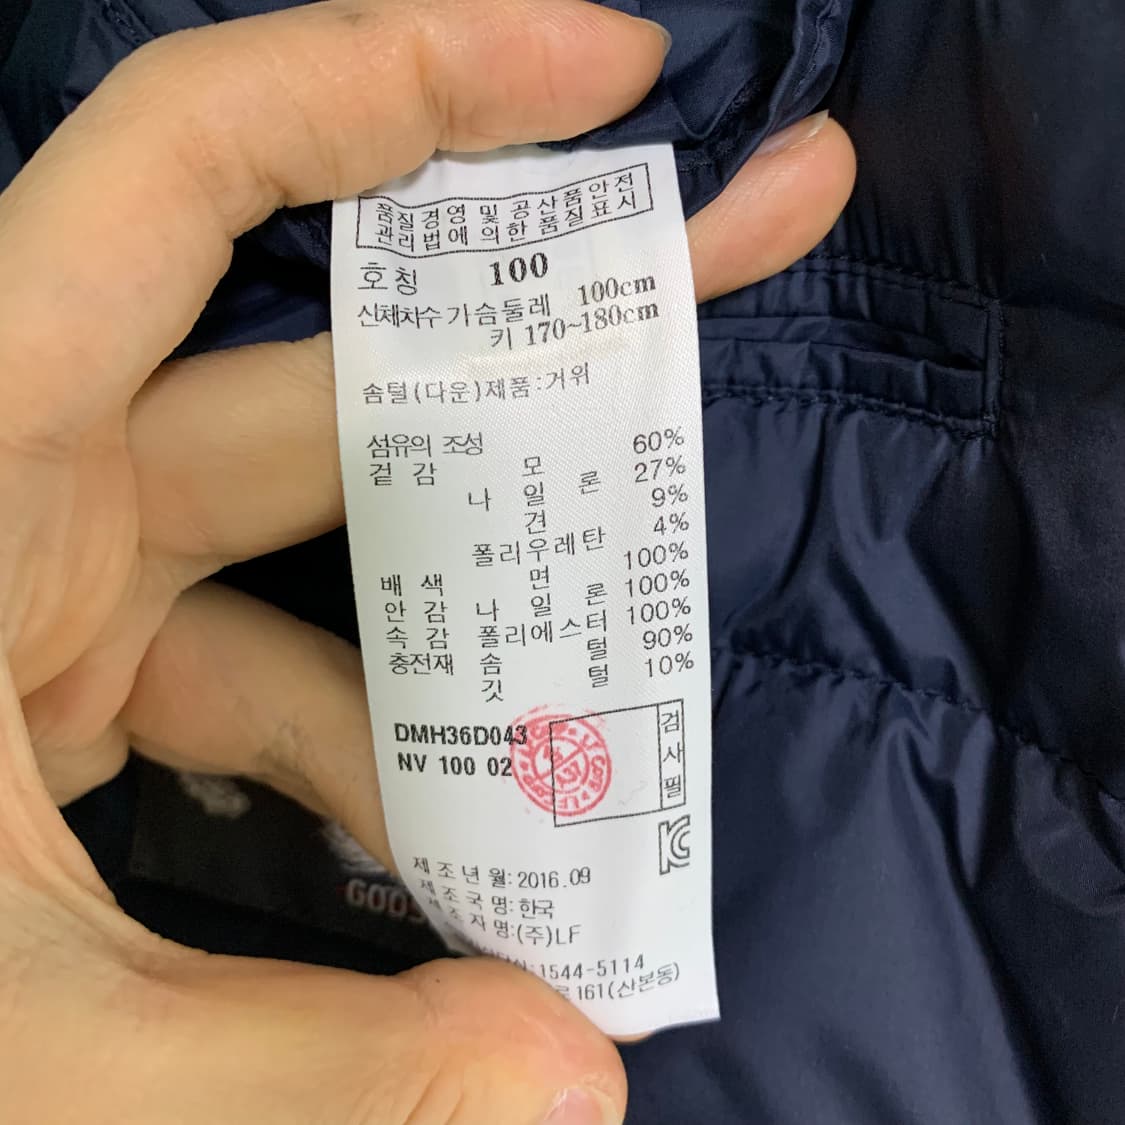 품질경영 및 공산품안전
관리법에 의한 품질표시
호칭 100
신체치수 가슴둘레 100cm
키 170~180cm
솜털(다운)제품:거위
섬유의 조성
겉감 모 60%
나일론 27%
견 9%
폴리우레탄 4%
배색 면 100%
안감 나일론 100%
속감 폴리에스터 100%
충전재 솜털 90%
깃털 10%
DMH36D043
NV 100 02
검사필
제조년월:2016.09
제조국명:한국
제조자명:(주)LF
1544-5114
161(산본동)